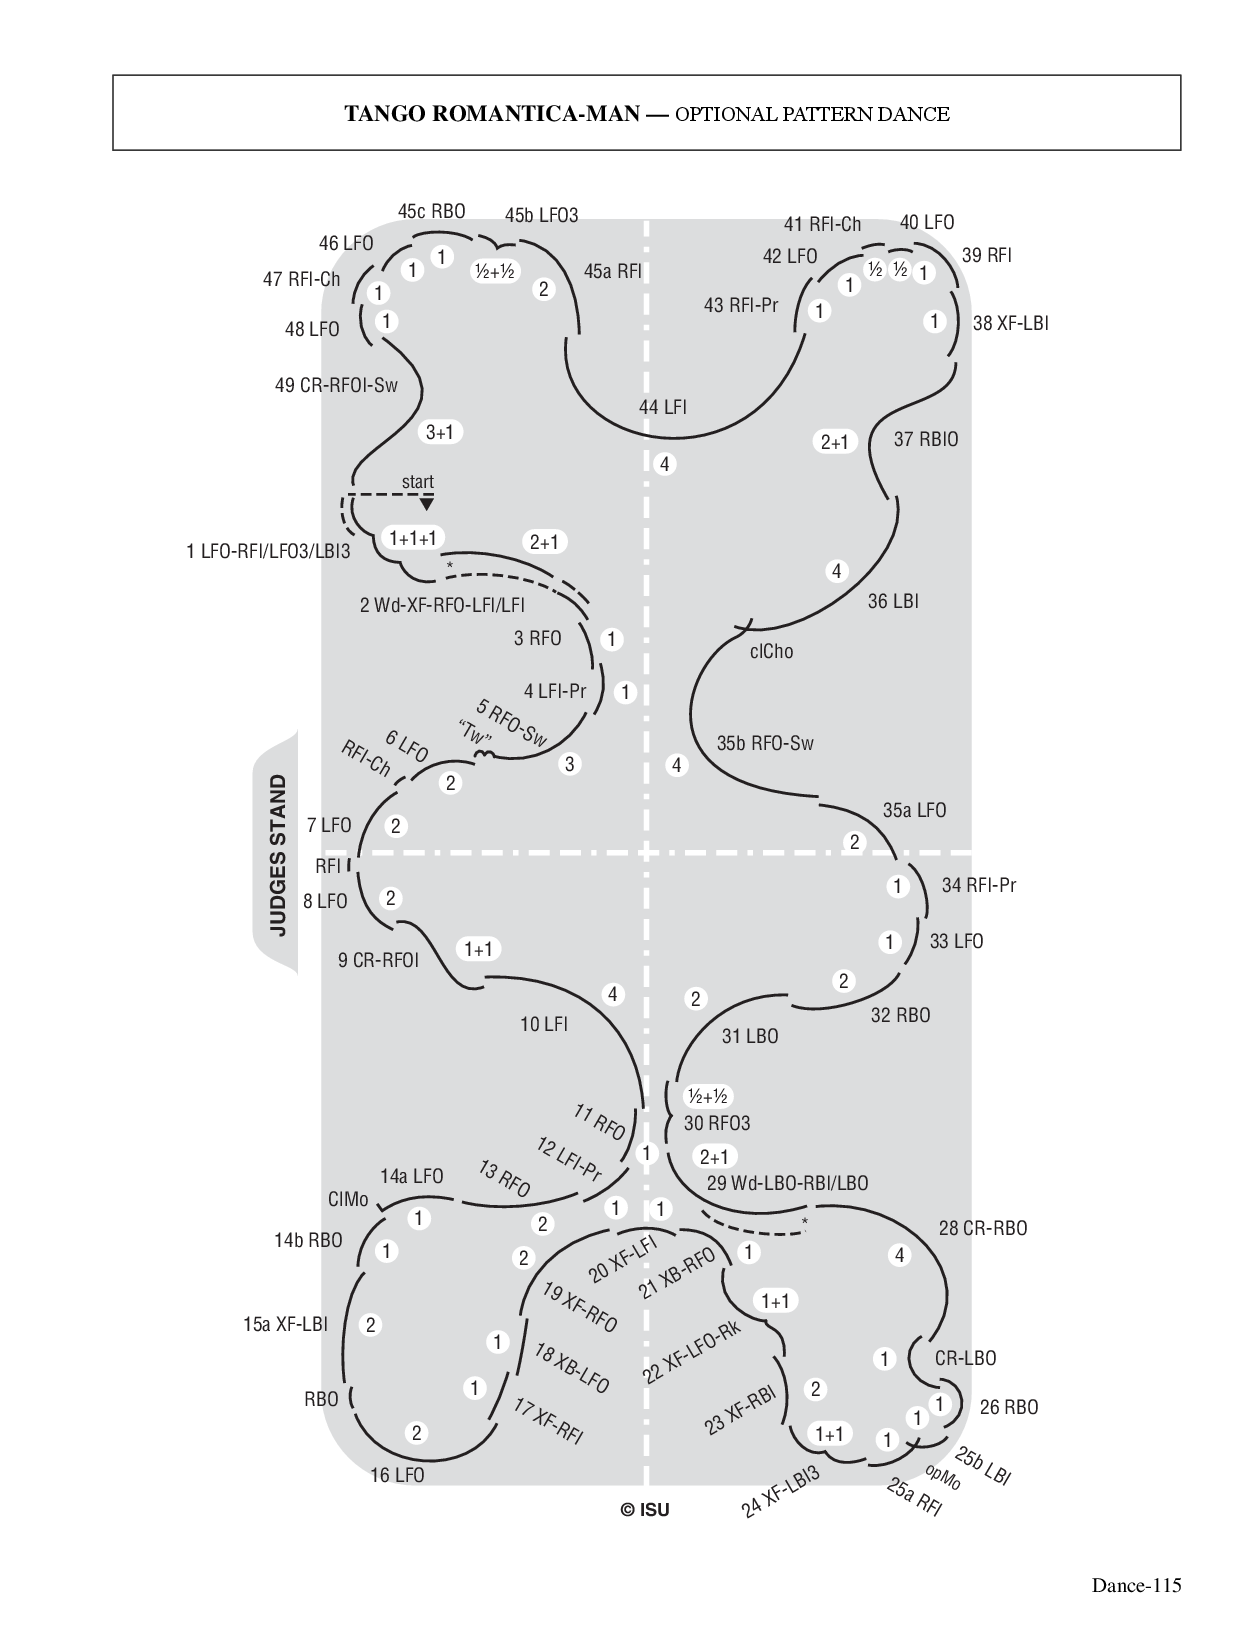 TANGO ROMANTICA-MAN — OPTIONAL PATTERN DANCE
45c RBO
45b LFO3
46 LFO
47 RFI-Ch
48 LFO
49 CR-RFOI-Sw
45a RFI
1
1
1
1
½+½
2
3+1
41 RFI-Ch
40 LFO
42 LFO
39 RFI
43 RFI-Pr
38 XF-LBI
½
½
1
1
1
1
44 LFI
4
2+1
37 RBIO
start
1+1+1
2+1
1 LFO-RFI/LFO3/LBI3
*
2 Wd-XF-RFO-LFI/LFI
4
36 LBI
3 RFO
1
clCho
4 LFI-Pr
1
5 RFO-Sw
"Tw"
3
6 LFO
RFI-Ch
2
35b RFO-Sw
4
7 LFO
2
35a LFO
2
JUDGES STAND
RFI
8 LFO
2
1
34 RFI-Pr
9 CR-RFOI
1+1
1
33 LFO
4
10 LFI
2
31 LBO
2
32 RBO
½+½
30 RFO3
11 RFO
12 LFI-Pr
1
2+1
29 Wd-LBO-RBI/LBO
13 RFO
14a LFO
ClMo
1
14b RBO
1
2
2
1
1
*
28 CR-RBO
4
20 XF-LFI
21 XB-RFO
1
19 XF-RFO
1+1
15a XF-LBI
2
1
18 XB-LFO
22 XF-LFO-Rk
1
CR-LBO
RBO
1
17 XF-RFI
23 XF-RBI
2
1
26 RBO
2
16 LFO
1+1
1
1
24 XF-LBI3
25a RFI
opMo
25b LBI
© ISU
Dance-115